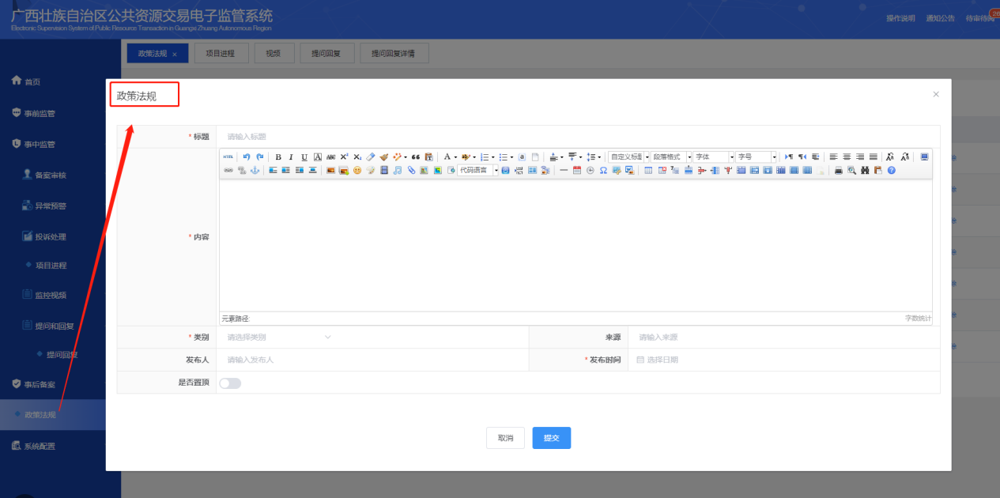 广西壮族自治区公共资源交易电子监管系统
Electronic Supervision System of Public Resource Transaction in Guangxi Zhuang Autonomous Region
操作说明 通知公告 待审待阅 26
政策法规 × 项目进程 视频 提问回复 提问回复详情
首页
事前监管
事中监管
备案审核
异常预警
投诉处理
项目进程
监控视频
提问和回复
提问回复
事后备案
政策法规
系统配置
政策法规 ×
* 标题 请输入标题
* 内容
HTML B I U A ABC X² X₂ A ab 自定义标题 段落格式 字体 字号
代码语言
元素路径: 字数统计
* 类别 请选择类别 来源 请输入来源
发布人 请输入发布人 * 发布时间 选择日期
是否置顶
取消 提交